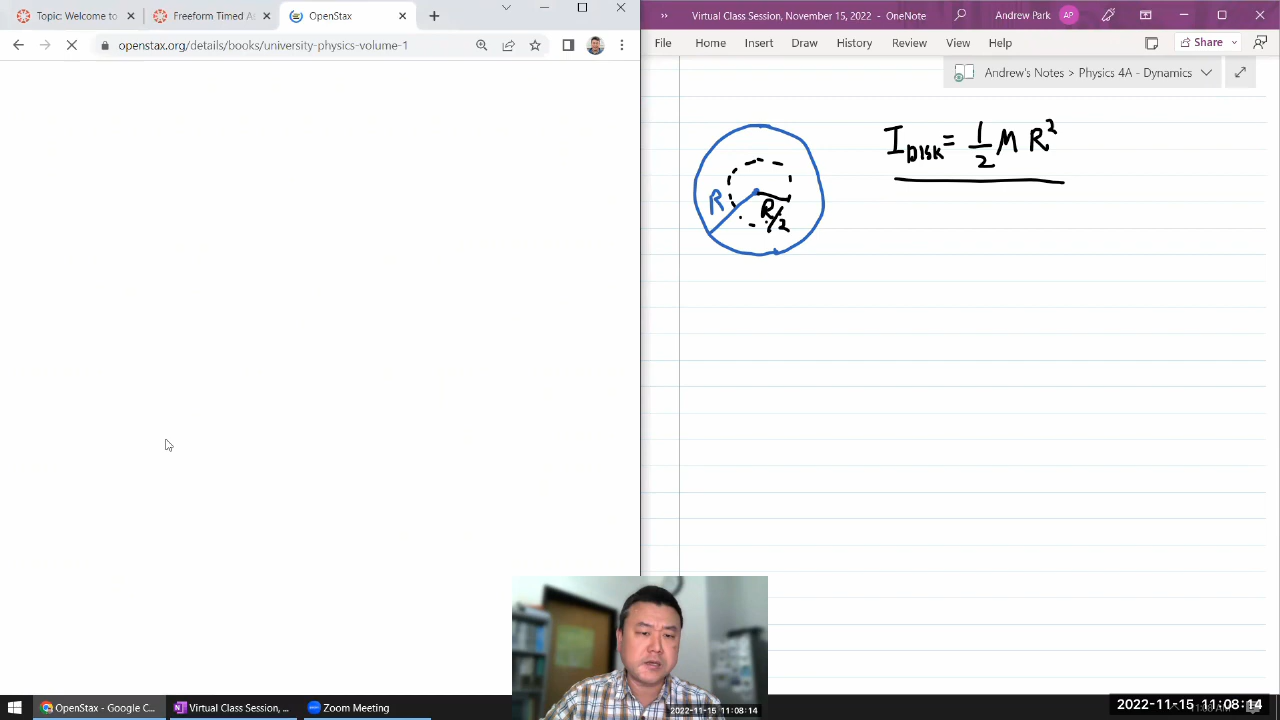 Topic: Welcome to
Freeform Timed As
OpenStax
openstax.org/details/books/university-physics-volume-1
Virtual Class Session, November 15, 2022 - OneNote
Andrew Park
AP
File
Home
Insert
Draw
History
Review
View
Help
Share
Andrew's Notes > Physics 4A - Dynamics
I DISK = 1/2 M R²
R
R/2
OpenStax - Google C...
Virtual Class Session, ...
Zoom Meeting
2022-11-15 11:08:14
2022-11-15 11:08:14